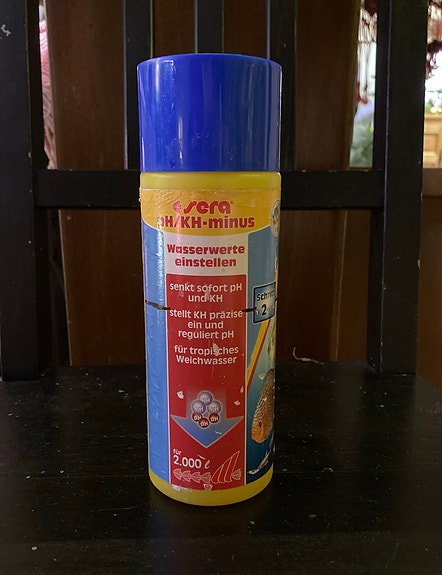 sera
pH/KH-minus
Wasserwerte
einstellen
senkt sofort pH
und KH
stellt KH präzise
ein und
reguliert pH
für tropisches
Weichwasser
für
2.000 l